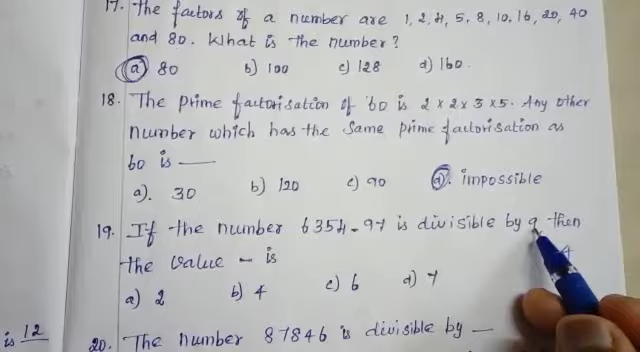 17. The factors of a number are 1, 2, 4, 5, 8, 10, 16, 20, 40
and 80. What is the number?
a) 80 b) 100 c) 128 d) 160.
18. The prime factorisation of 60 is 2 x 2 x 3 x 5. Any other
number which has the same prime factorisation as
60 is —
a). 30 b) 120 c) 90 d). impossible
19. If the number 6354-97 is divisible by 9, then
the value - is 4
a) 2 b) 4 c) 6 d) 7
is 12
20. The number 87846 is divisible by —